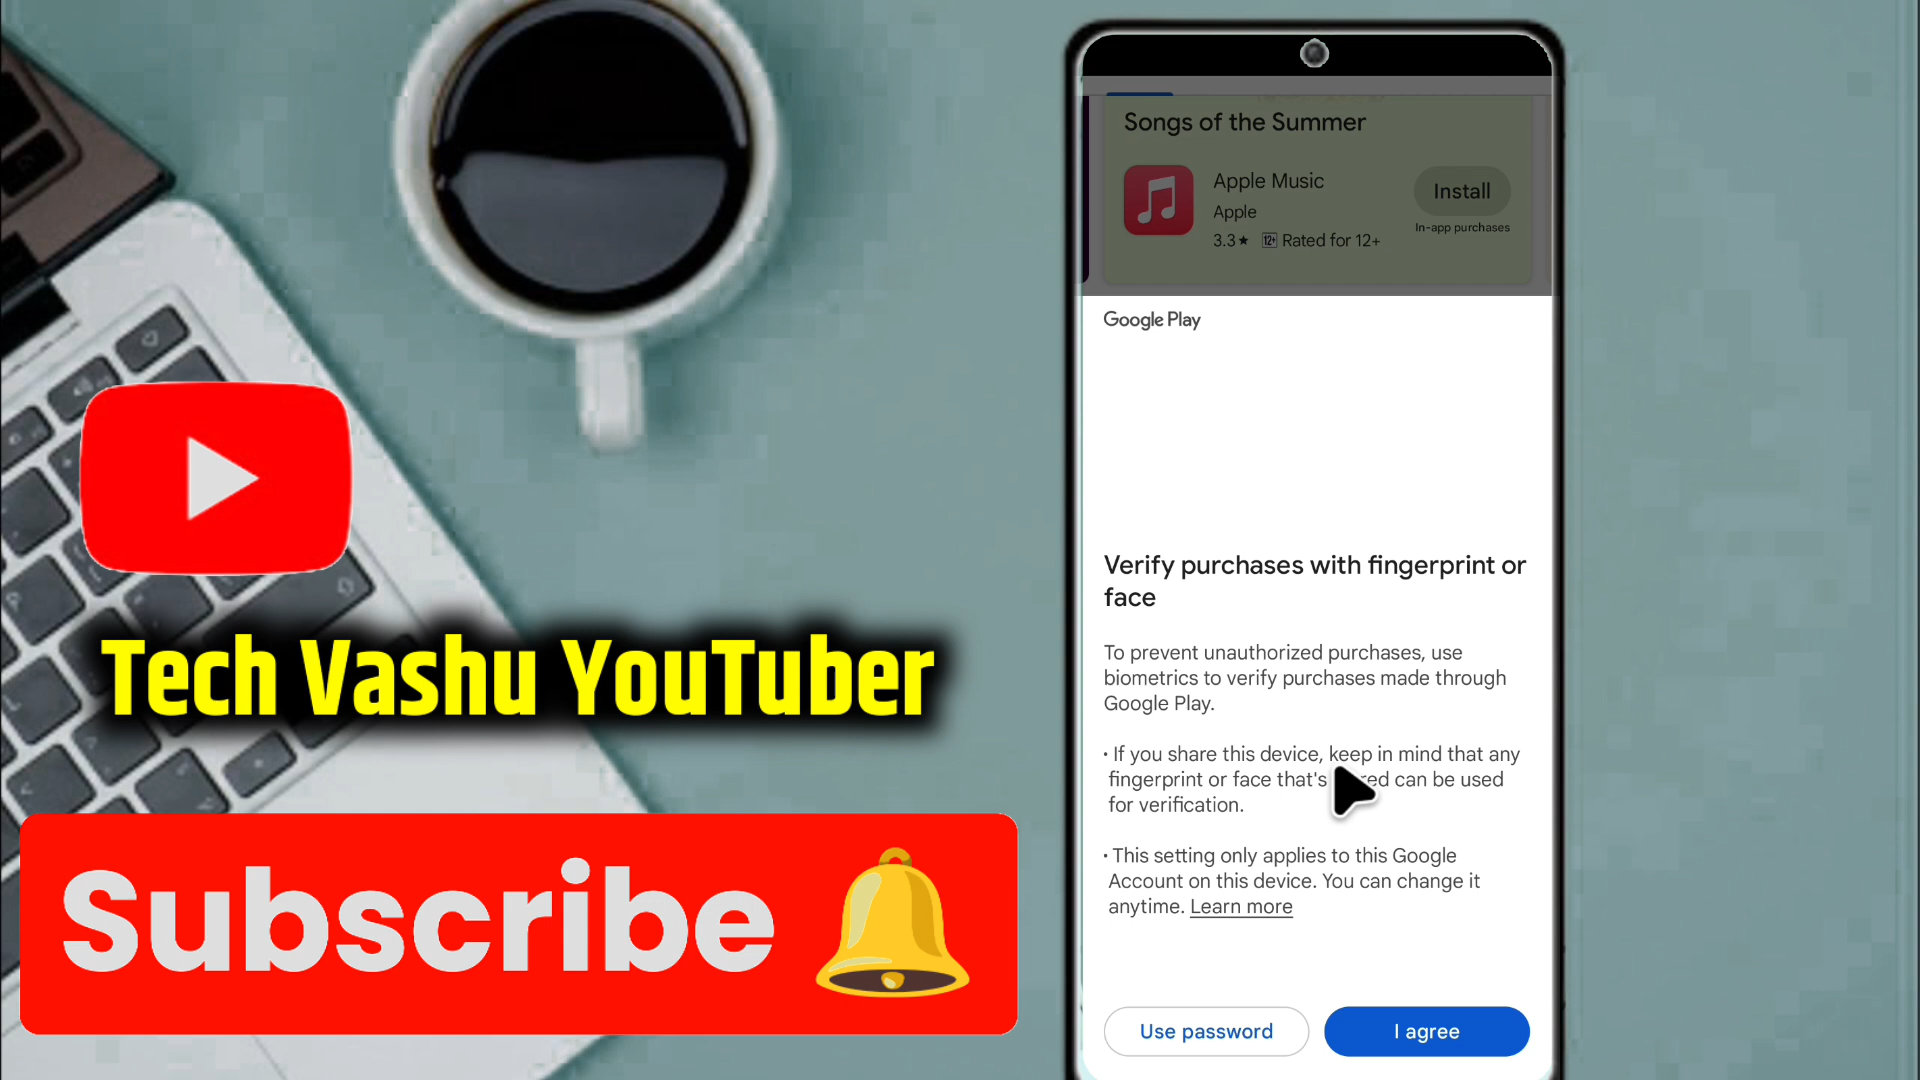 Songs of the Summer
Apple Music
Apple
3.3★ 12+ Rated for 12+
Install
In-app purchases
Google Play
Verify purchases with fingerprint or
face
To prevent unauthorized purchases, use
biometrics to verify purchases made through
Google Play.
• If you share this device, keep in mind that any
fingerprint or face that's can be used
for verification.
• This setting only applies to this Google
Account on this device. You can change it
anytime. Learn more
Use password
I agree
Tech Vashu YouTuber
Subscribe